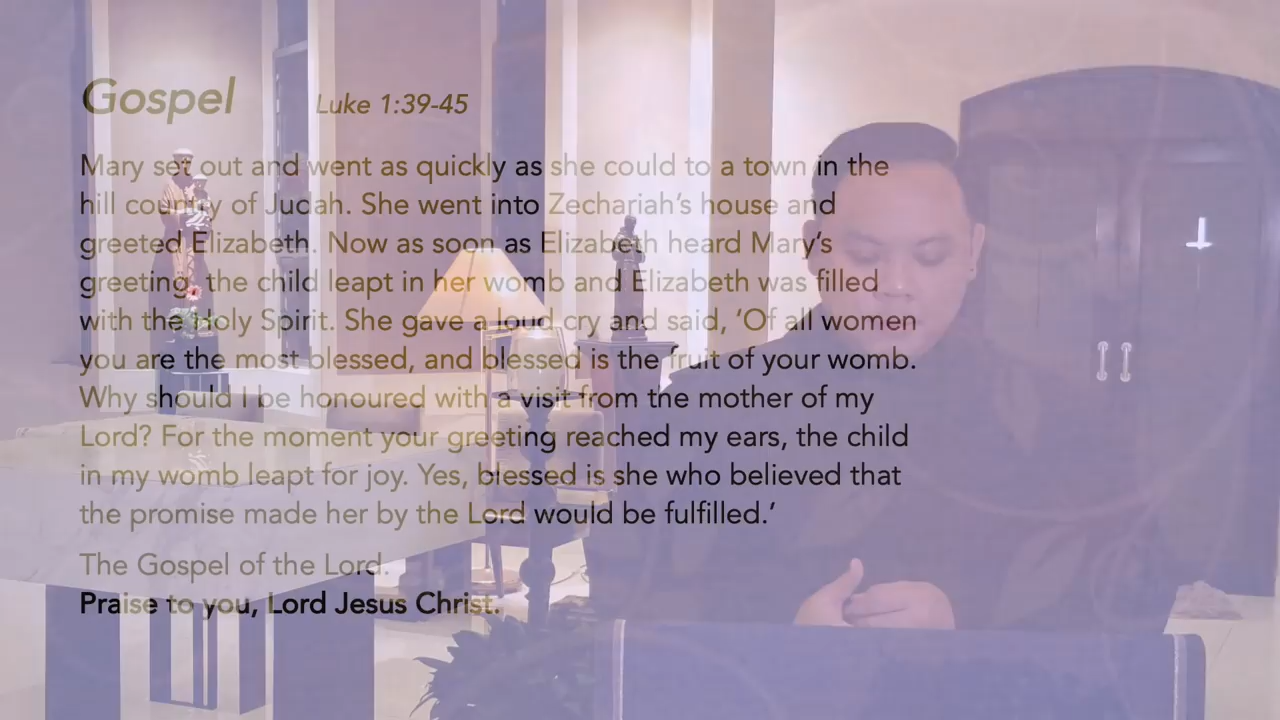 Gospel Luke 1:39-45
Mary set out and went as quickly as she could to a town in the
hill country of Judah. She went into Zechariah's house and
greeted Elizabeth. Now as soon as Elizabeth heard Mary's
greeting, the child leapt in her womb and Elizabeth was filled
with the Holy Spirit. She gave a loud cry and said, ‘Of all women
you are the most blessed, and blessed is the fruit of your womb.
Why should I be honoured with a visit from the mother of my
Lord? For the moment your greeting reached my ears, the child
in my womb leapt for joy. Yes, blessed is she who believed that
the promise made her by the Lord would be fulfilled.’
The Gospel of the Lord.
Praise to you, Lord Jesus Christ.